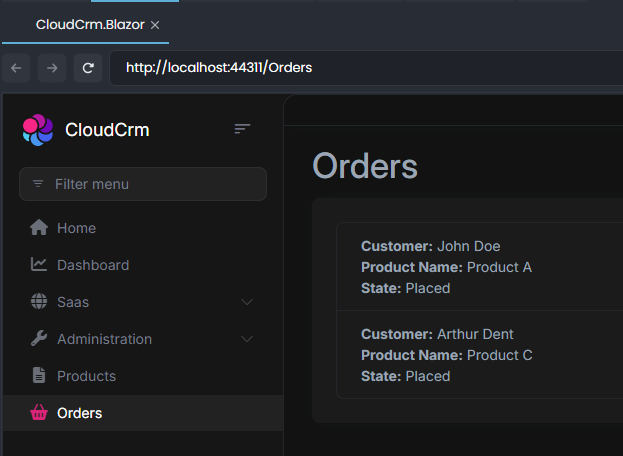 CloudCrm.Blazor
http://localhost:44311/Orders
CloudCrm
Filter menu
Home
Dashboard
Saas
Administration
Products
Orders
Orders
Customer: John Doe
Product Name: Product A
State: Placed
Customer: Arthur Dent
Product Name: Product C
State: Placed